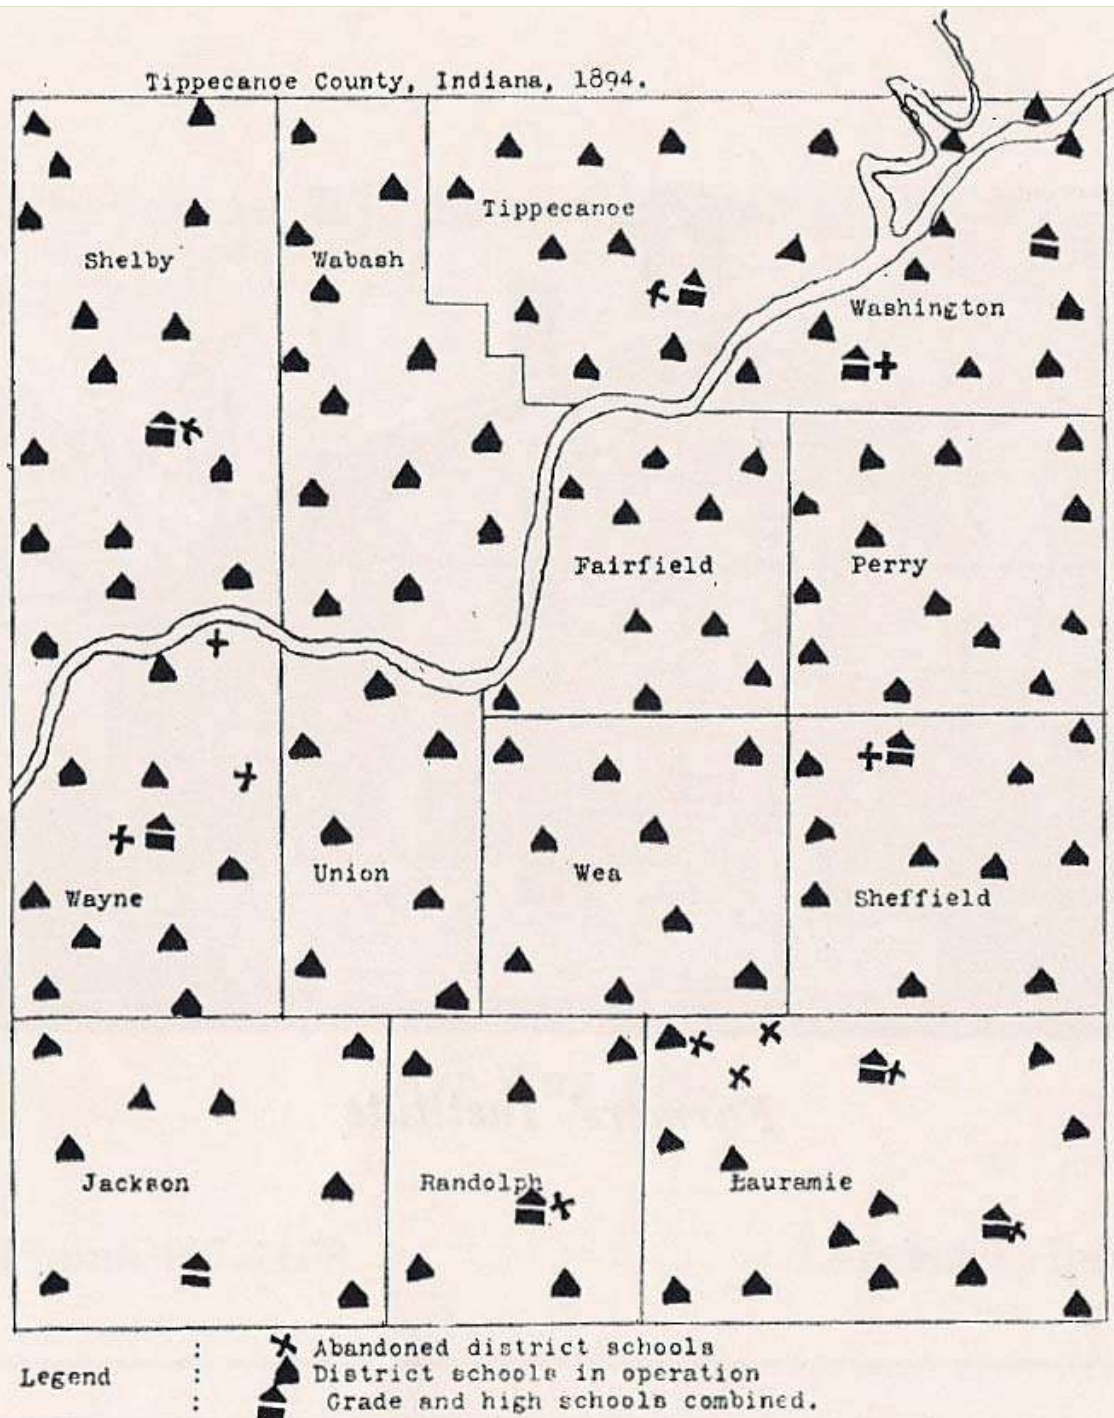 Tippecanoe County, Indiana, 1894.
Tippecanoe
Shelby
Wabash
Washington
Fairfield
Perry
Union
Wea
Wayne
Sheffield
Jackson
Randolph
Lauramie
: Abandoned district schools
Legend : District schools in operation
: Grade and high schools combined.